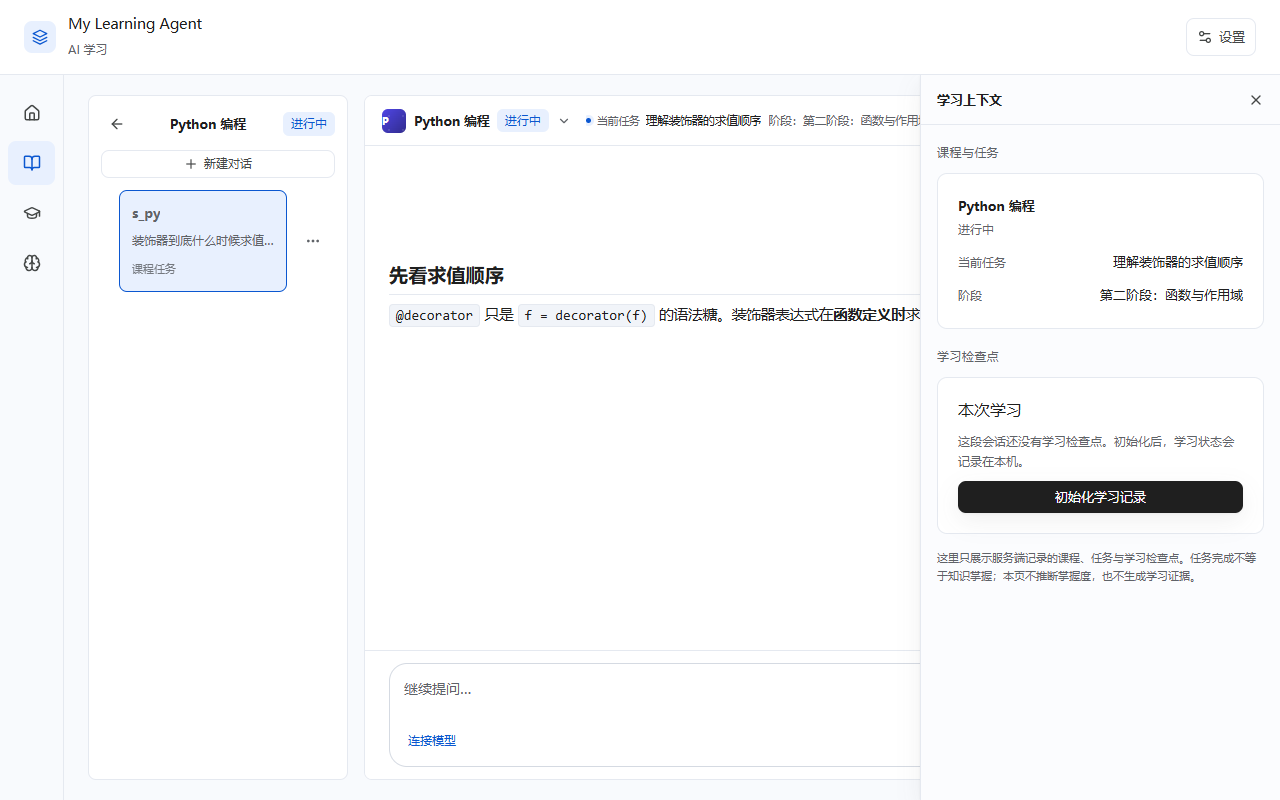 My Learning Agent
AI 学习
设置
Python 编程
进行中
新建对话
s_py
装饰器到底什么时候求值...
课程任务
P
Python 编程
进行中
当前任务 理解装饰器的求值顺序 阶段：第二阶段：函数与作用
先看求值顺序
@decorator 只是 f = decorator(f) 的语法糖。装饰器表达式在函数定义时求
继续提问...
连接模型
学习上下文
课程与任务
Python 编程
进行中
当前任务 理解装饰器的求值顺序
阶段 第二阶段：函数与作用域
学习检查点
本次学习
这段会话还没有学习检查点。初始化后，学习状态会
记录在本机。
初始化学习记录
这里只展示服务端记录的课程、任务与学习检查点。任务完成不等
于知识掌握；本页不推断掌握度，也不生成学习证据。